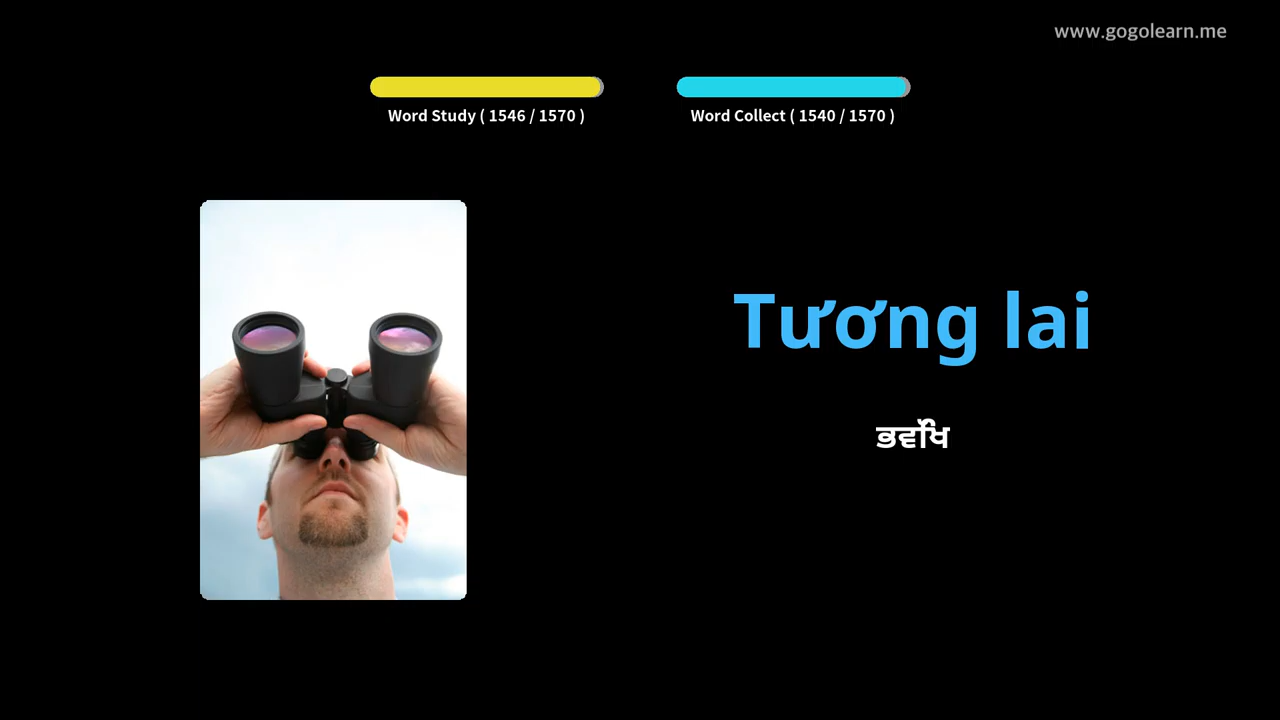 www.gogolearn.me
Word Study ( 1546 / 1570 )
Word Collect ( 1540 / 1570 )
Tương lai
ਭਵਿੱਖ